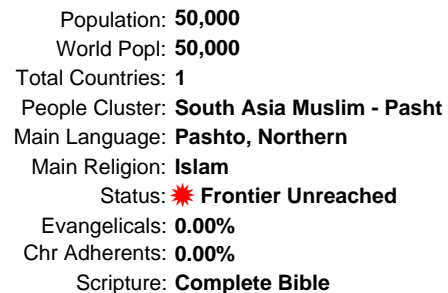 Population: 50,000
World Popl: 50,000
Total Countries: 1
People Cluster: South Asia Muslim - Pasht
Main Language: Pashto, Northern
Main Religion: Islam
Status: Frontier Unreached
Evangelicals: 0.00%
Chr Adherents: 0.00%
Scripture: Complete Bible